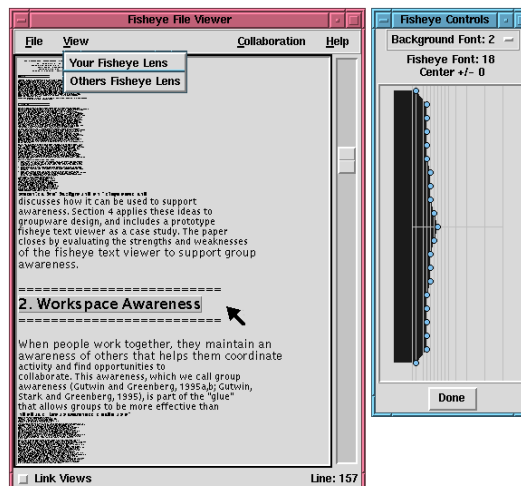 Fisheye File Viewer
File View Collaboration Help
Your Fisheye Lens
Others Fisheye Lens
discusses how it can be used to support
awareness. Section 4 applies these ideas to
groupware design, and includes a prototype
fisheye text viewer as a case study. The paper
closes by evaluating the strengths and weaknesses
of the fisheye text viewer to support group
awareness.
=========================
2. Workspace Awareness
=========================
When people work together, they maintain an
awareness of others that helps them coordinate
activity and find opportunities to
collaborate. This awareness, which we call group
awareness (Gutwin and Greenberg, 1995a,b; Gutwin,
Stark and Greenberg, 1995), is part of the "glue"
that allows groups to be more effective than
Link Views Line: 157
Fisheye Controls
Background Font: 2
Fisheye Font: 18
Center +/- 0
Done